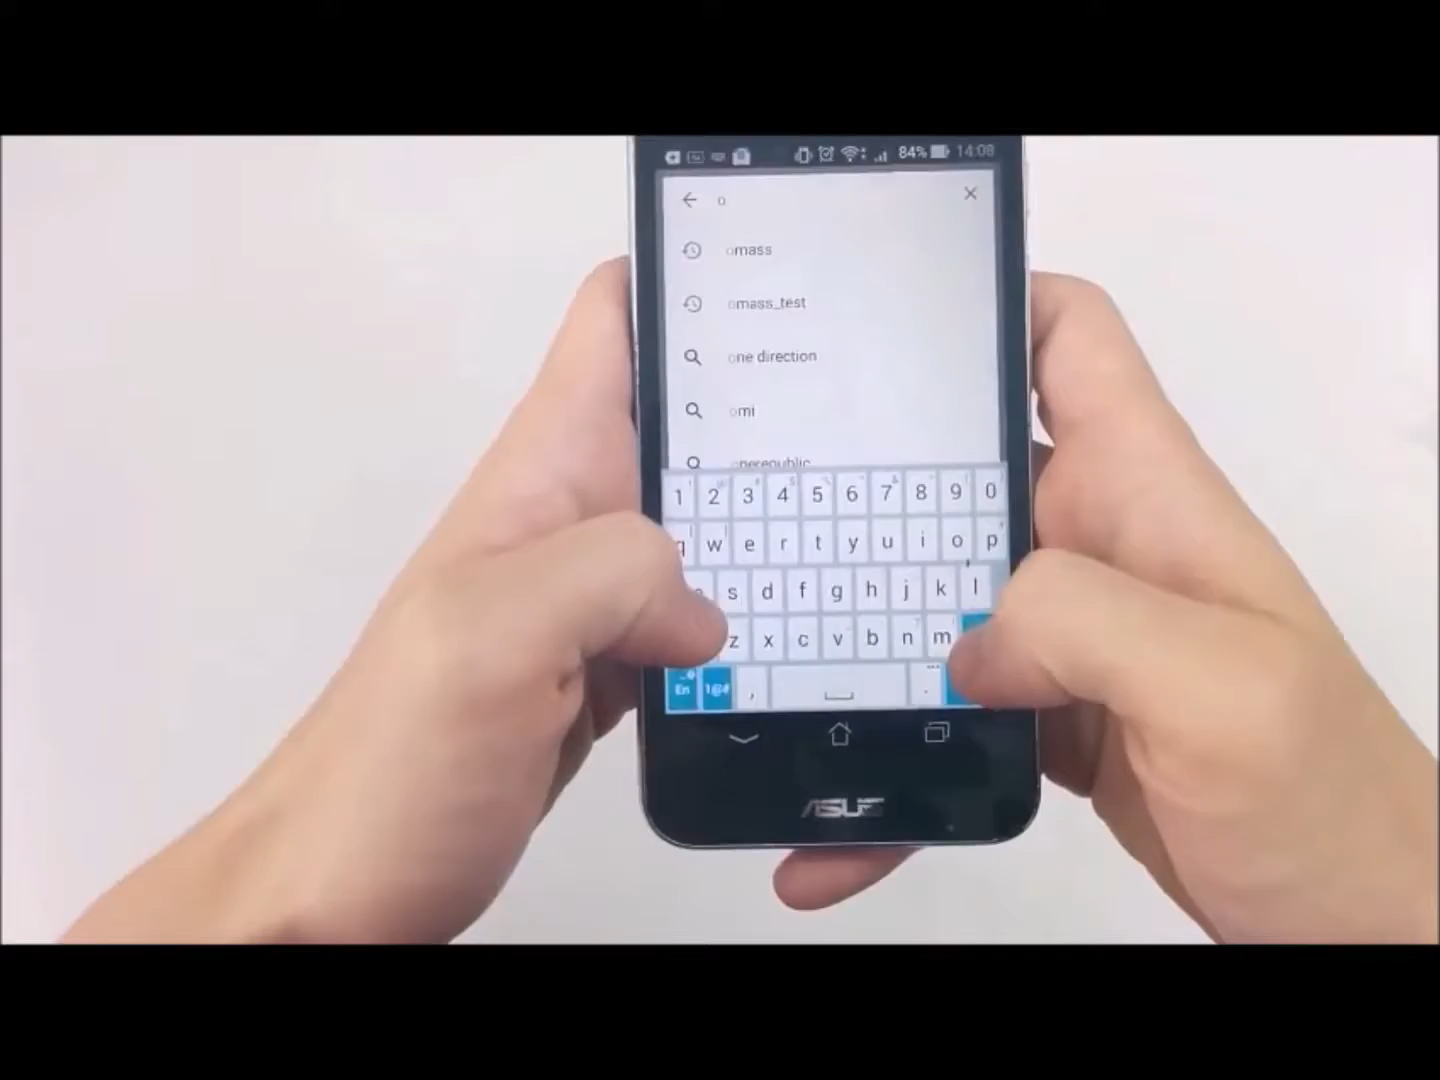 84% 14:08
o
omass
omass_test
one direction
omi
onerepublic
1 2 3 4 5 6 7 8 9 0
q w e r t y u i o p
s d f g h j k l
z x c v b n m
En 1@# , .
ASUS